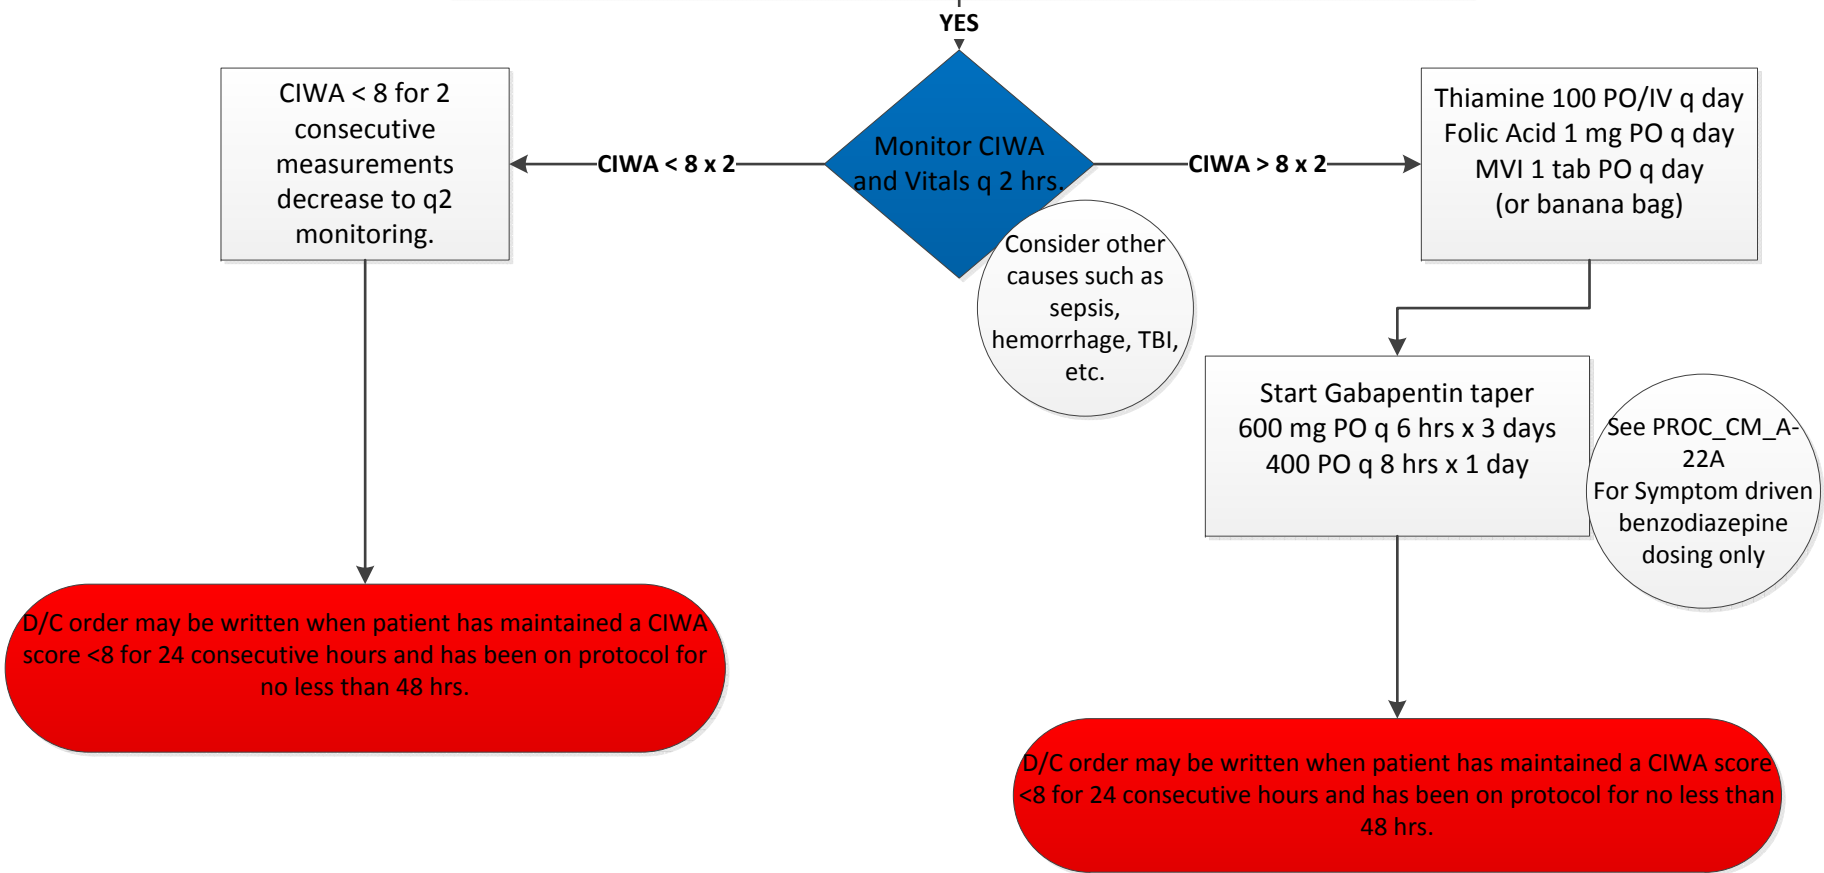 YES
CIWA < 8 for 2
consecutive
measurements
decrease to q2
monitoring.
CIWA < 8 x 2
Monitor CIWA
and Vitals q 2 hrs.
CIWA > 8 x 2
Thiamine 100 PO/IV q day
Folic Acid 1 mg PO q day
MVI 1 tab PO q day
(or banana bag)
Consider other
causes such as
sepsis,
hemorrhage, TBI,
etc.
Start Gabapentin taper
600 mg PO q 6 hrs x 3 days
400 PO q 8 hrs x 1 day
See PROC_CM_A-
22A
For Symptom driven
benzodiazepine
dosing only
D/C order may be written when patient has maintained a CIWA
score <8 for 24 consecutive hours and has been on protocol for
no less than 48 hrs.
D/C order may be written when patient has maintained a CIWA score
<8 for 24 consecutive hours and has been on protocol for no less than
48 hrs.